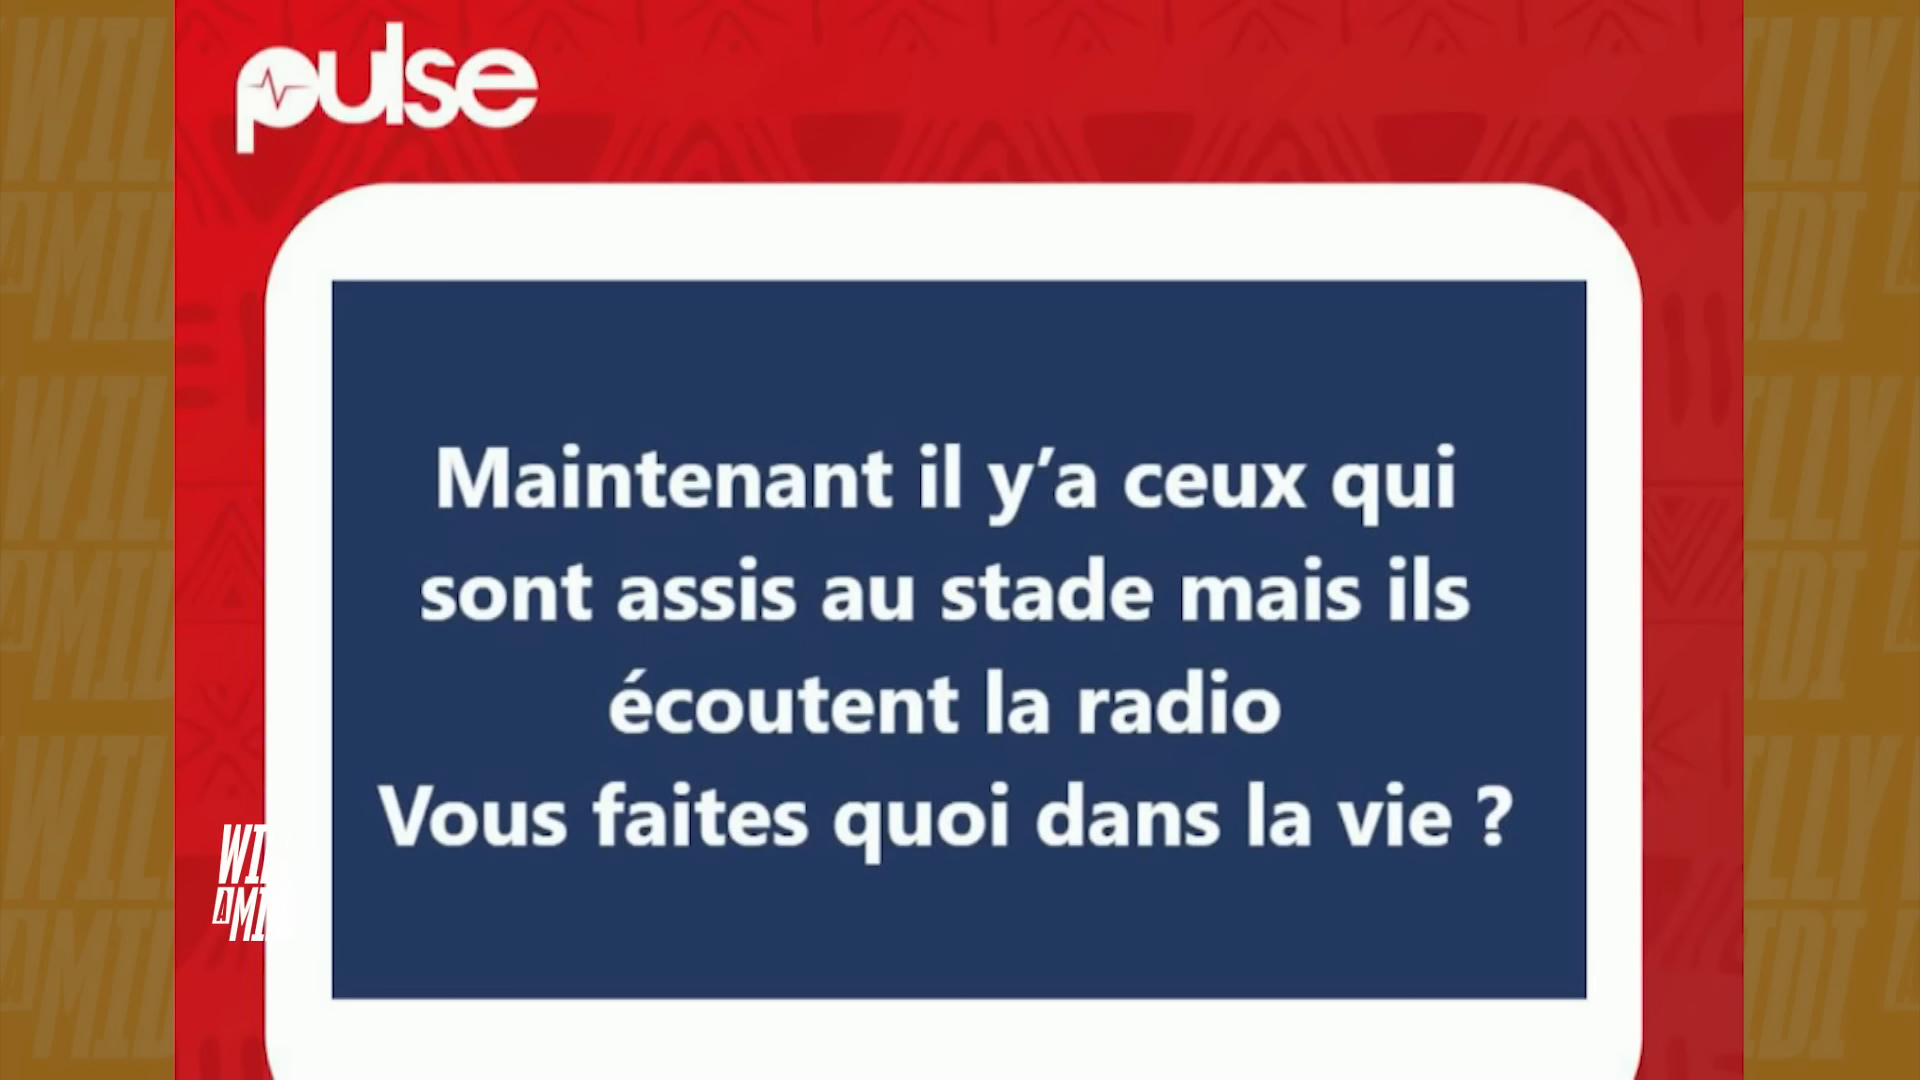 pulse
Maintenant il y’a ceux qui
sont assis au stade mais ils
écoutent la radio
Vous faites quoi dans la vie ?